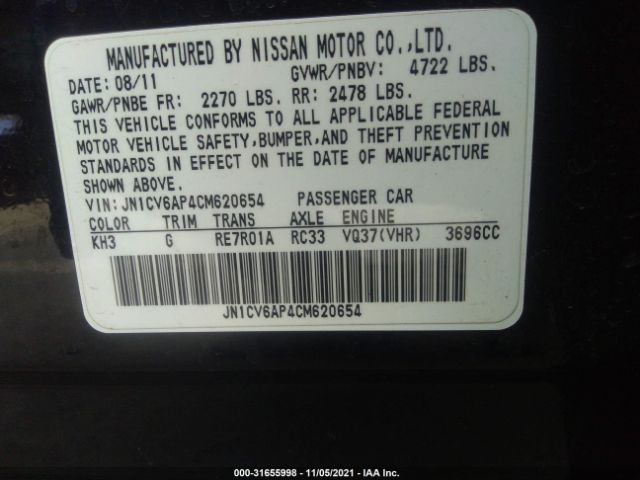 MANUFACTURED BY NISSAN MOTOR CO.,LTD.
DATE: 08/11 GVWR/PNBV: 4722 LBS.
GAWR/PNBE FR: 2270 LBS. RR: 2478 LBS.
THIS VEHICLE CONFORMS TO ALL APPLICABLE FEDERAL
MOTOR VEHICLE SAFETY,BUMPER,AND THEFT PREVENTION
STANDARDS IN EFFECT ON THE DATE OF MANUFACTURE
SHOWN ABOVE.
VIN: JN1CV6AP4CM620654 PASSENGER CAR
COLOR TRIM TRANS AXLE ENGINE
KH3 G RE7R01A RC33 VQ37(VHR) 3696CC
JN1CV6AP4CM620654
000-31655998 - 11/05/2021 - IAA Inc.